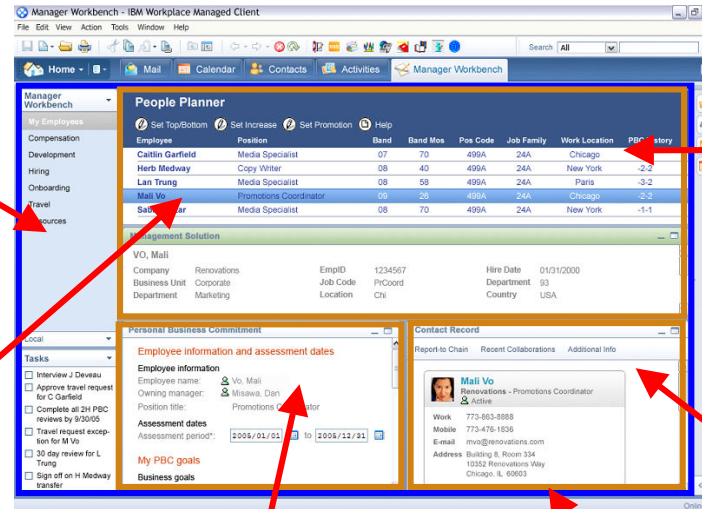 Manager Workbench - IBM Workplace Managed Client
File Edit View Action Tools Window Help
Search All
Home Mail Calendar Contacts Activities Manager Workbench
Manager
Workbench
My Employees
Compensation
Development
Hiring
Onboarding
Travel
Local
Tasks
Interview J Deveau
Approve travel request
for C Garfield
Complete all 2H PBC
reviews by 9/30/05
Travel request excep-
tion for M Vo
30 day review for L
Trung
Sign off on H Medway
transfer
People Planner
Set Top/Bottom Set Increase Set Promotion Help
Employee Position Band Band Mos Pos Code Job Family Work Location PBC History
Caitlin Garfield Media Specialist 07 70 499A 24A Chicago
Herb Medway Copy Writer 08 40 499A 24A New York -2-2
Lan Trung Media Specialist 08 58 499A 24A Paris -3-2
Mali Vo Promotions Coordinator 09 26 499A 24A Chicago -2-2
Media Specialist 08 70 499A 24A New York -1-1
Management Solution
VO, Mali
Company Renovations EmpID 1234567 Hire Date 01/31/2000
Business Unit Corporate Job Code PrCoord Department 93
Department Marketing Location Chi Country USA
Personal Business Commitment
Employee information and assessment dates
Employee information
Employee name: Vo, Mali
Owning manager: Misawa, Dan
Position title: Promotions Coordinator
Assessment dates
Assessment period*: 2005/01/01 to 2005/12/31
My PBC goals
Business goals
Contact Record
Report-to Chain Recent Collaborations Additional Info
Mali Vo
Renovations - Promotions Coordinator
Active
Work 773-863-8888
Mobile 773-476-1836
E-mail mvo@renovations.com
Address Building 8, Room 334
10352 Renovations Way
Chicago, IL 60603